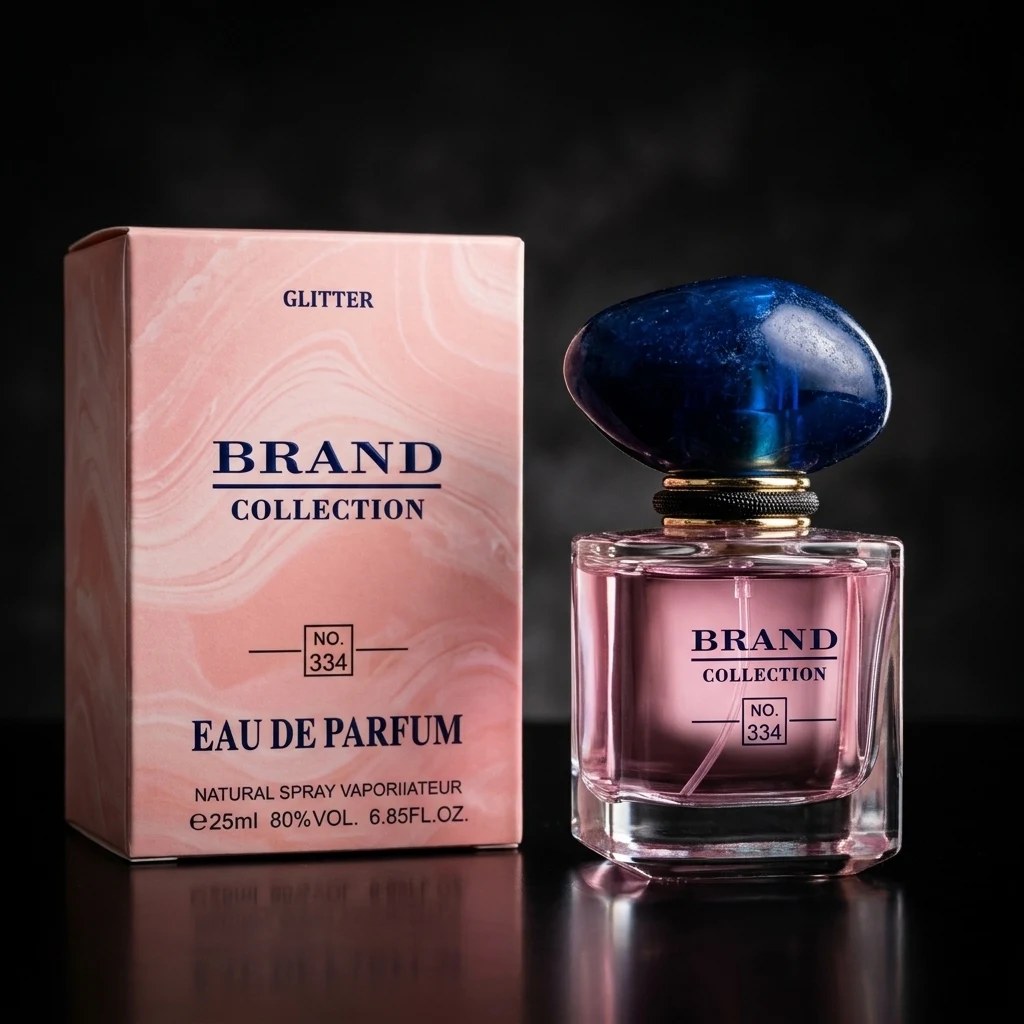 GLITTER
BRAND
COLLECTION
NO.
334
EAU DE PARFUM
NATURAL SPRAY VAPORIIATEUR
℮25ml 80%VOL. 6.85FL.OZ.
BRAND
COLLECTION
NO.
334